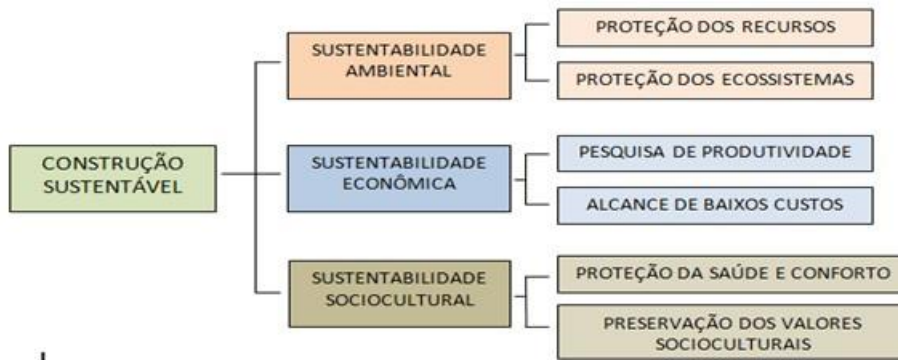 CONSTRUÇÃO
SUSTENTÁVEL
SUSTENTABILIDADE
AMBIENTAL
PROTEÇÃO DOS RECURSOS
PROTEÇÃO DOS ECOSSISTEMAS
SUSTENTABILIDADE
ECONÔMICA
PESQUISA DE PRODUTIVIDADE
ALCANCE DE BAIXOS CUSTOS
SUSTENTABILIDADE
SOCIOCULTURAL
PROTEÇÃO DA SAÚDE E CONFORTO
PRESERVAÇÃO DOS VALORES
SOCIOCULTURAIS